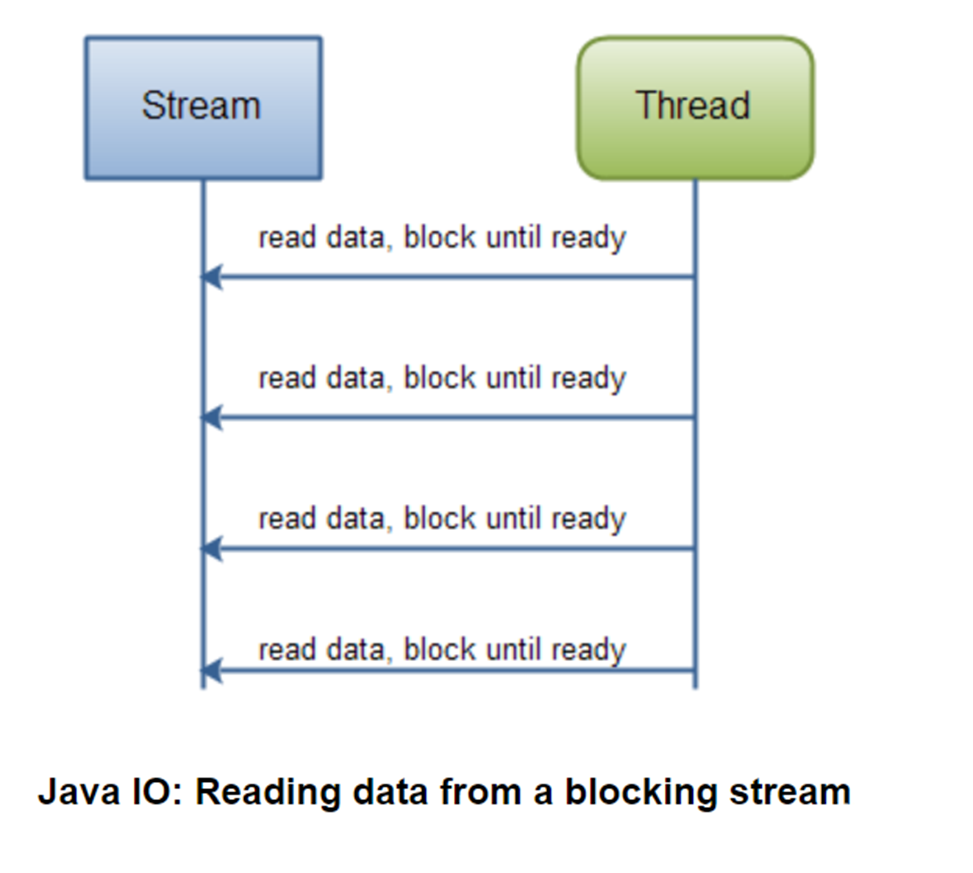 Stream
Thread
read data, block until ready
read data, block until ready
read data, block until ready
read data, block until ready
Java IO: Reading data from a blocking stream